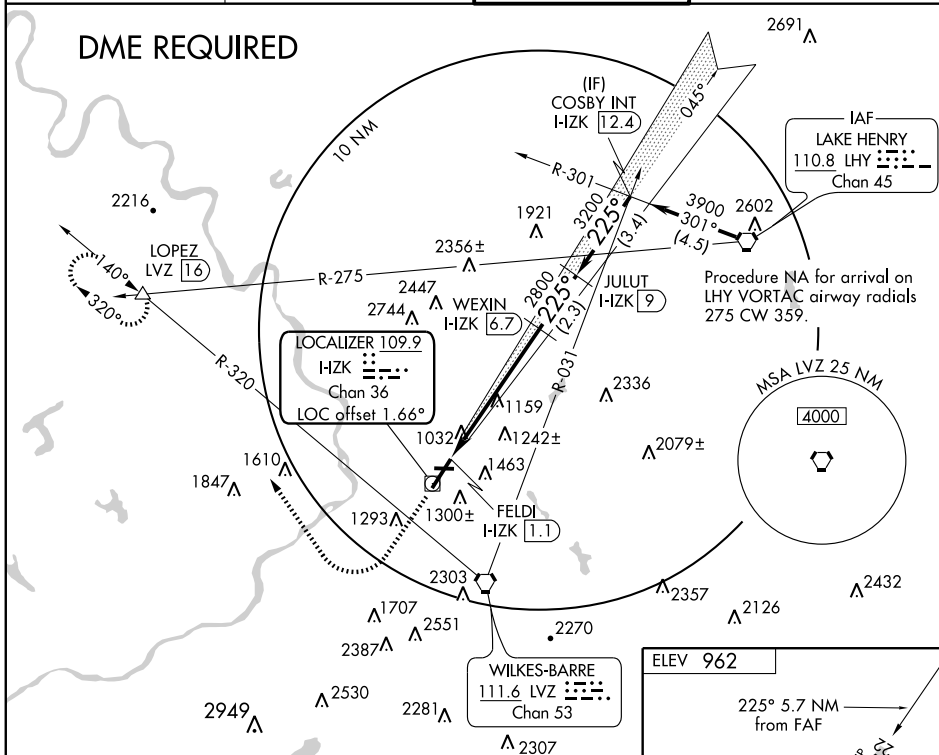 DME REQUIRED
2691
(IF)
COSBY INT
I-IZK 12.4
045°
10 NM
IAF
LAKE HENRY
110.8 LHY
Chan 45
R-301
3900
301°
(4.5)
2602
2216
1921
3200
225°
(3.4)
LOPEZ
LVZ 16
140°
320°
2356±
R-275
JULUT
I-IZK 9
Procedure NA for arrival on
LHY VORTAC airway radials
275 CW 359.
2447
WEXIN
I-IZK 6.7
2800
225°
(2.3)
2744
LOCALIZER 109.9
I-IZK
Chan 36
LOC offset 1.66°
R-320
R-031
MSA LVZ 25 NM
4000
2336
1159
1032
1242±
2079±
1610
1463
1847
1300±
FELDI
I-IZK 1.1
1293
2303
2357
2432
1707
2551
2126
2387
2270
WILKES-BARRE
111.6 LVZ
Chan 53
ELEV 962
2530
2281
2949
225° 5.7 NM
from FAF
2307